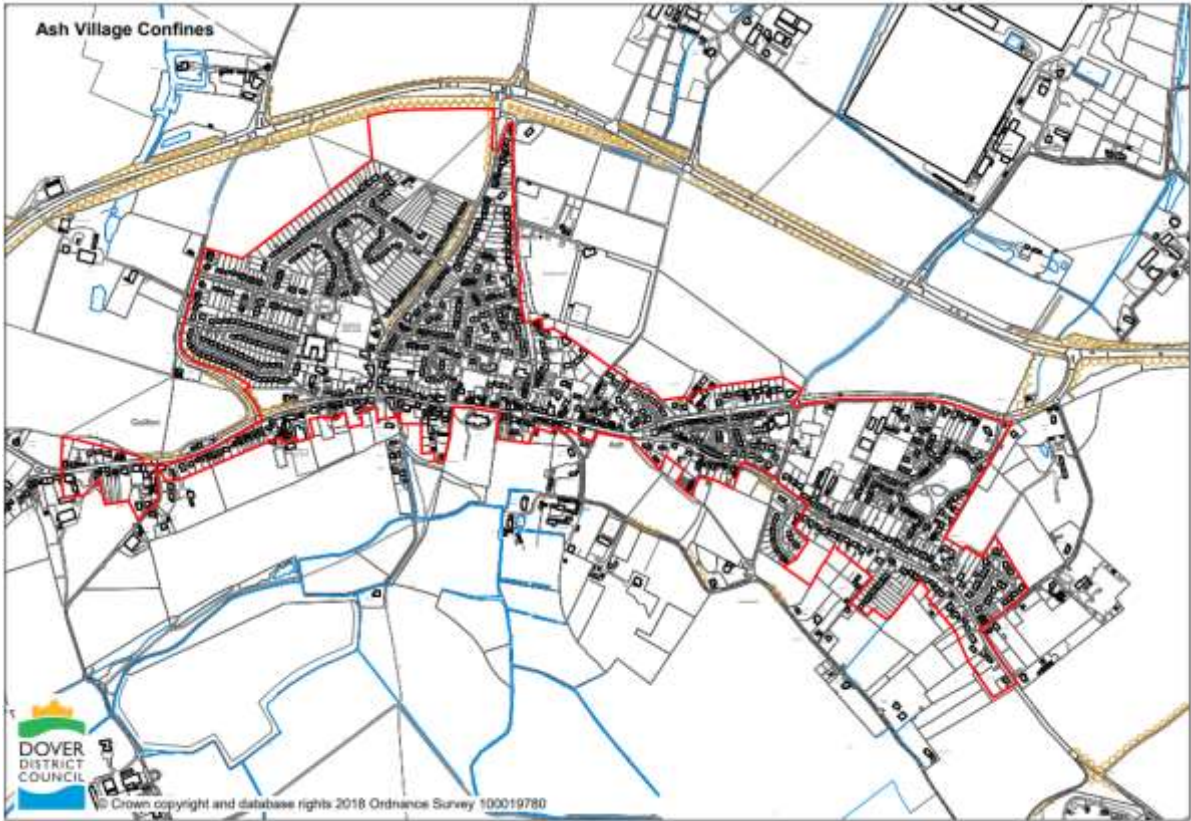 Ash Village Confines
DOVER
DISTRICT
COUNCIL
© Crown copyright and database rights 2018 Ordnance Survey 100019780